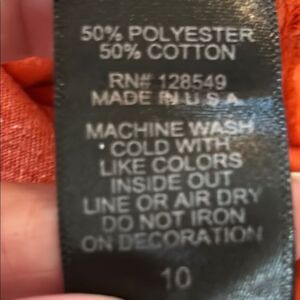 50% POLYESTER
50% COTTON
RN# 128549
MADE IN U.S.A.
MACHINE WASH
COLD WITH
LIKE COLORS
INSIDE OUT
LINE OR AIR DRY
DO NOT IRON
ON DECORATION
10